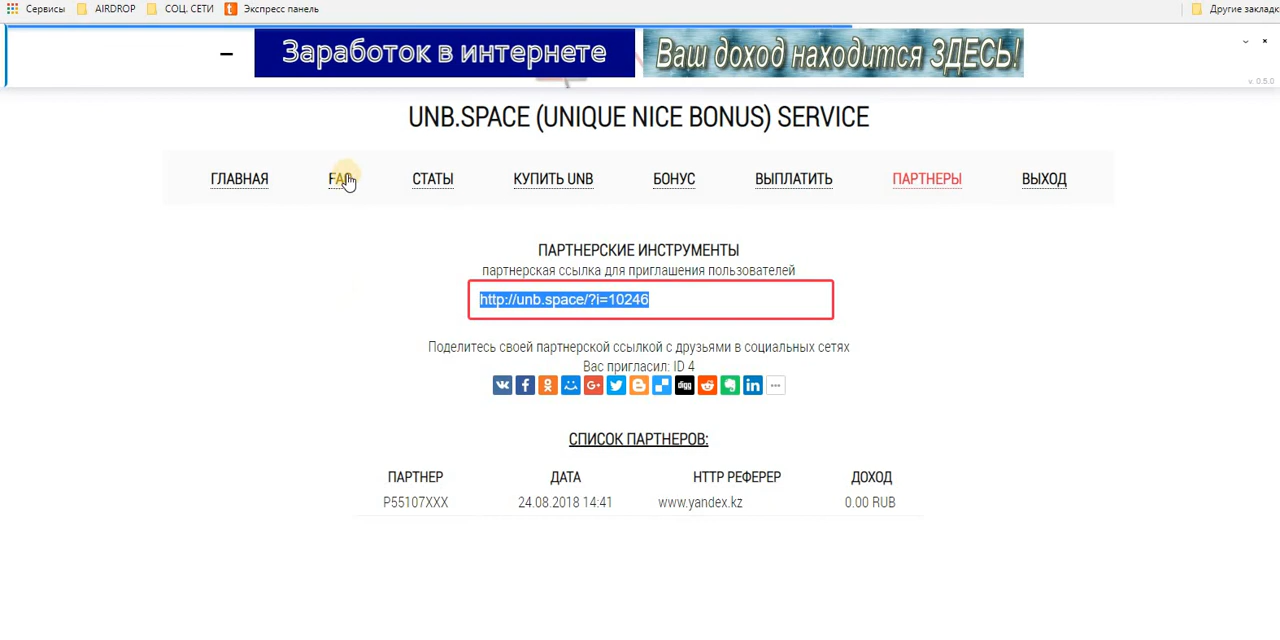 Сервисы AIRDROP СОЦ. СЕТИ Экспресс панель Другие закладк
Заработок в интернете Ваш доход находится ЗДЕСЬ!
v. 0.5.0
UNB.SPACE (UNIQUE NICE BONUS) SERVICE
ГЛАВНАЯ FAQ СТАТЫ КУПИТЬ UNB БОНУС ВЫПЛАТИТЬ ПАРТНЕРЫ ВЫХОД
ПАРТНЕРСКИЕ ИНСТРУМЕНТЫ
партнерская ссылка для приглашения пользователей
http://unb.space/?i=10246
Поделитесь своей партнерской ссылкой с друзьями в социальных сетях
Вас пригласил: ID 4
digg
СПИСОК ПАРТНЕРОВ:
ПАРТНЕР ДАТА HTTP РЕФЕРЕР ДОХОД
P55107XXX 24.08.2018 14:41 www.yandex.kz 0.00 RUB